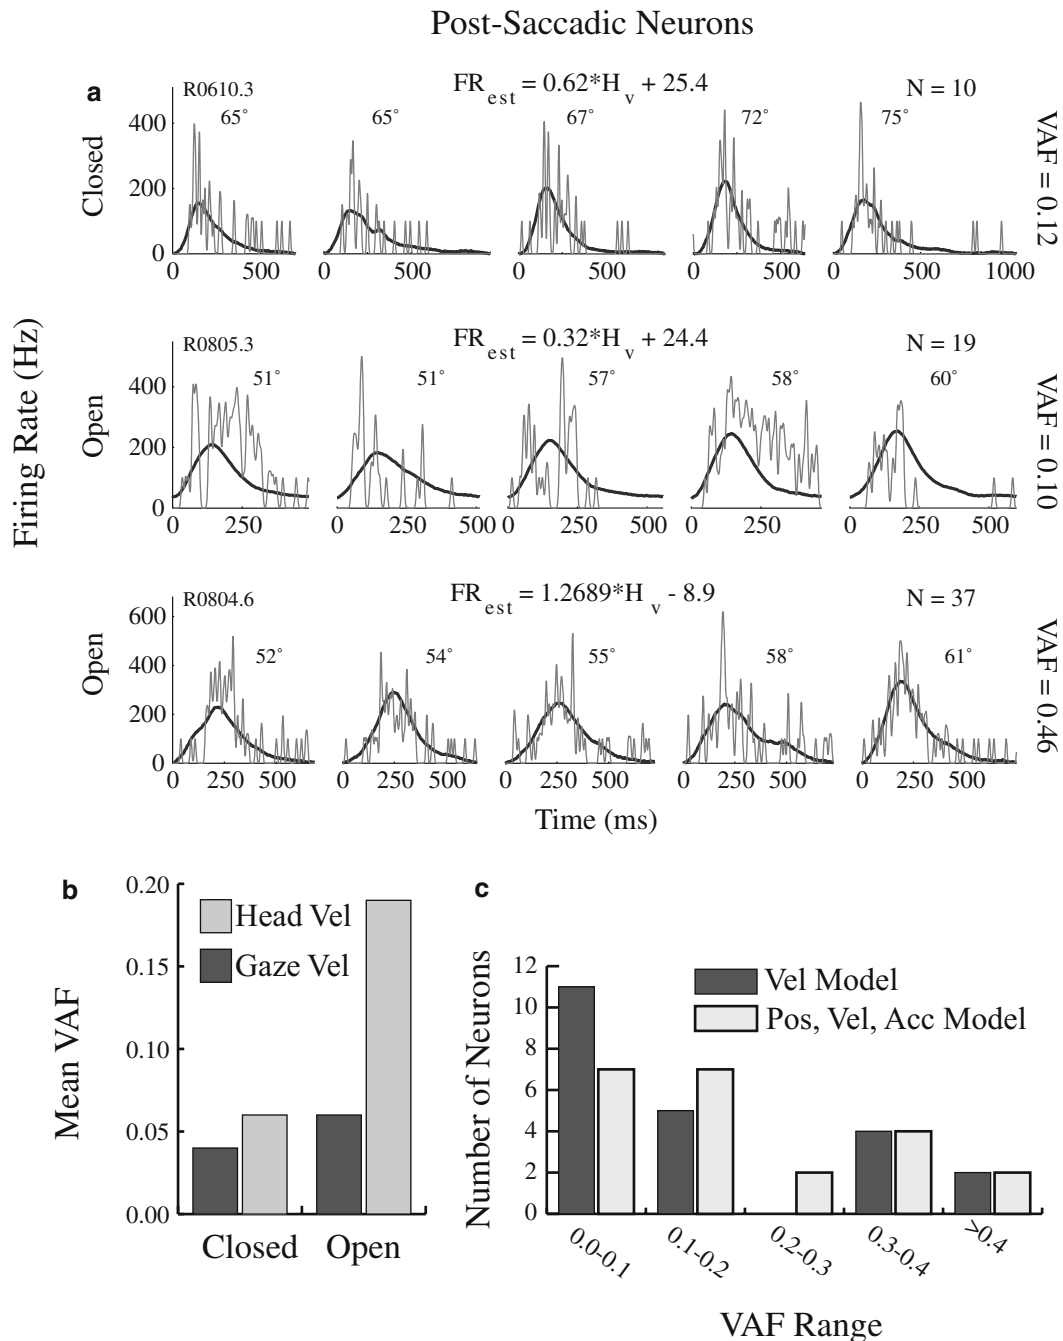 Post-Saccadic Neurons
a
R0610.3
FR est = 0.62*H v + 25.4
N = 10
65° 65° 67° 72° 75°
Closed
VAF = 0.12
400
200
0
0 500 0 500 0 500 0 500 0 500 1000
Firing Rate (Hz)
R0805.3
FR est = 0.32*H v + 24.4
N = 19
51° 51° 57° 58° 60°
Open
VAF = 0.10
400
200
0
0 250 0 250 500 0 250 500 0 250 0 250 500
R0804.6
FR est = 1.2689*H v - 8.9
N = 37
52° 54° 55° 58° 61°
Open
VAF = 0.46
600
400
200
0
0 250 500 0 250 500 0 250 500 0 250 500 0 250 500
Time (ms)
b
Mean VAF
0.20
0.15
0.10
0.05
0.00
Head Vel
Gaze Vel
Closed Open
c
Number of Neurons
12
10
8
6
4
2
0
Vel Model
Pos, Vel, Acc Model
0.0-0.1 0.1-0.2 0.2-0.3 0.3-0.4 >0.4
VAF Range